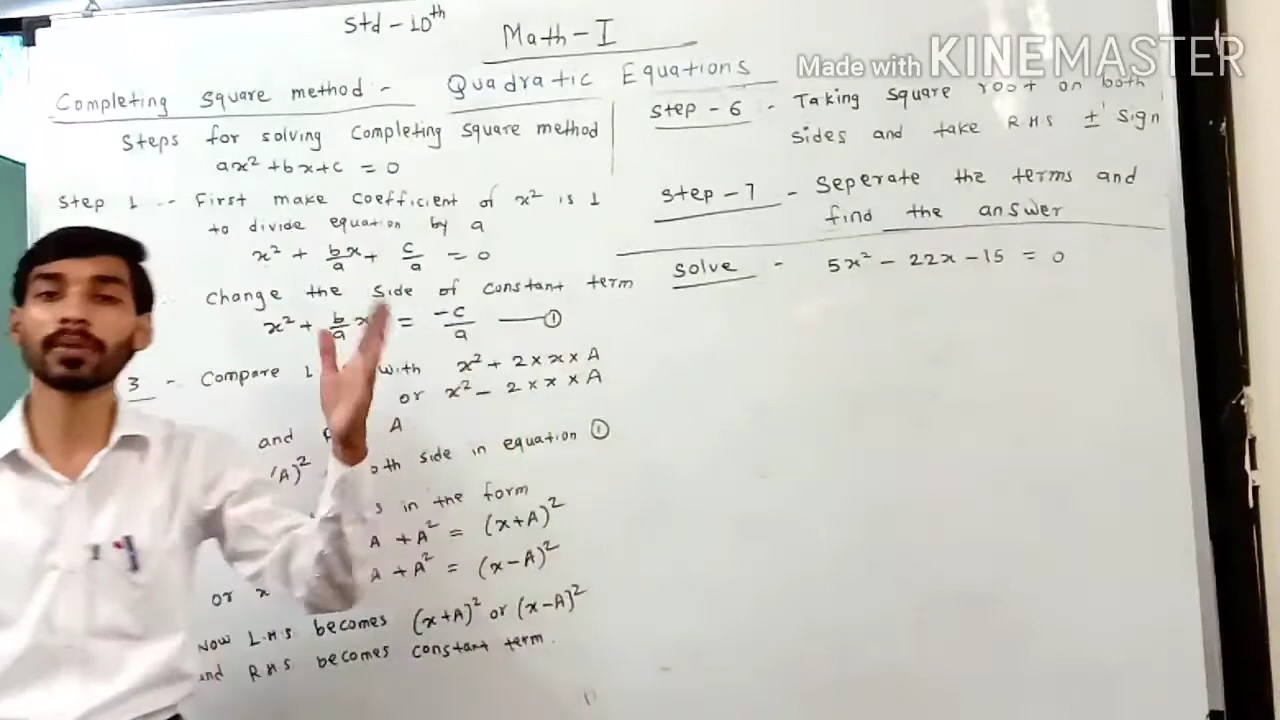 Std - 10th
Math - I
Made with KINEMASTER
Completing square method :- Quadratic Equations
Steps for solving Completing square method
ax² + bx + c = 0
Step 1 :- First make coefficient of x² is 1
to divide equation by a
x² + b/a x + c/a = 0
Change the side of constant term
x² + b/a x = -c/a — ①
3 - Compare L with x² + 2 × x × A
or x² - 2 × x × A
and A
A)² both side in equation ①
s in the form
A + A² = (x+A)²
or x A + A² = (x-A)²
Now L.H.S becomes (x+A)² or (x-A)²
and RHS becomes constant term.
Step - 6 - Taking square root on both
sides and take R.H.S ± sign
Step - 7 - Seperate the terms and
find the answer
Solve - 5x² - 22x - 15 = 0